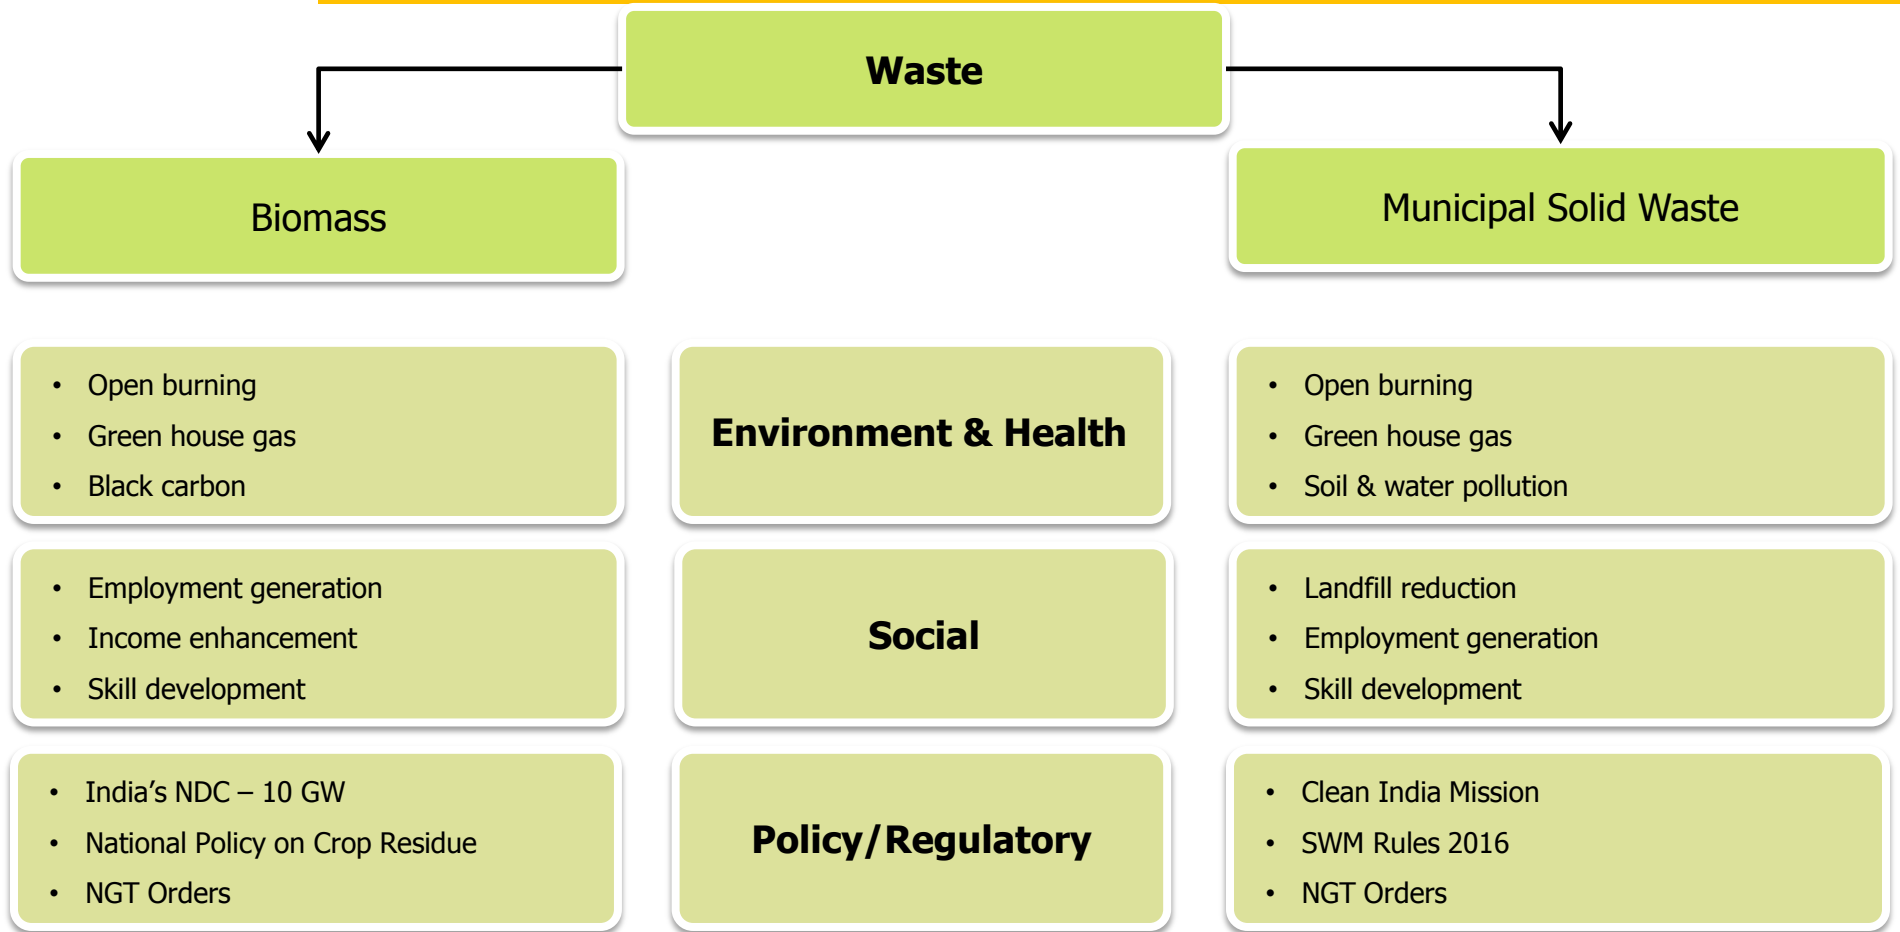 Waste
Biomass
Municipal Solid Waste
• Open burning
• Green house gas
• Black carbon
Environment & Health
• Open burning
• Green house gas
• Soil & water pollution
• Employment generation
• Income enhancement
• Skill development
Social
• Landfill reduction
• Employment generation
• Skill development
• India’s NDC – 10 GW
• National Policy on Crop Residue
• NGT Orders
Policy/Regulatory
• Clean India Mission
• SWM Rules 2016
• NGT Orders